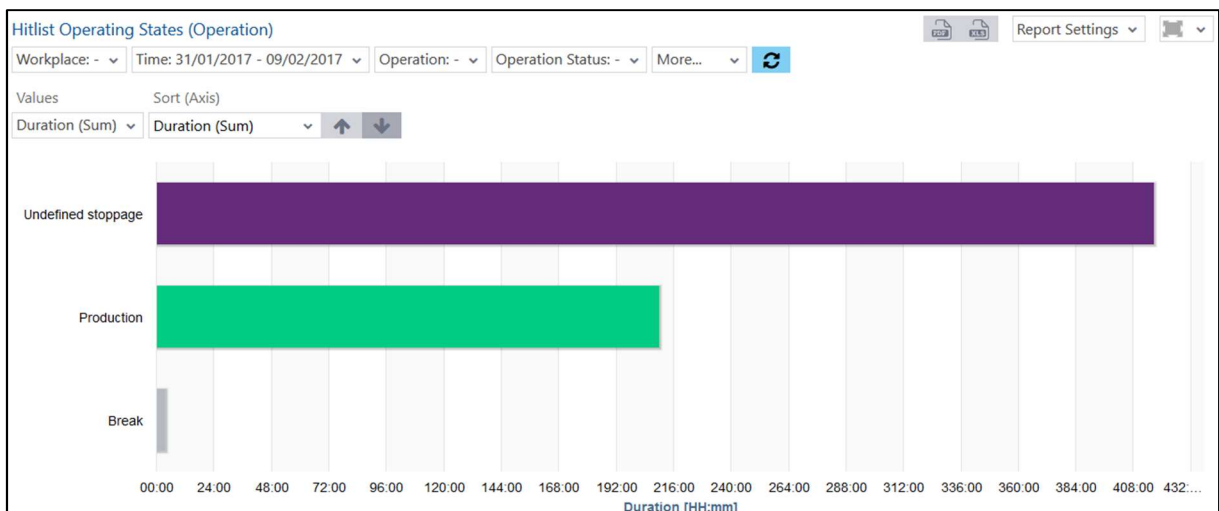 Hitlist Operating States (Operation)
PDF XLS Report Settings
Workplace: - Time: 31/01/2017 - 09/02/2017 Operation: - Operation Status: - More...
Values Sort (Axis)
Duration (Sum) Duration (Sum)
Undefined stoppage
Production
Break
00:00 24:00 48:00 72:00 96:00 120:00 144:00 168:00 192:00 216:00 240:00 264:00 288:00 312:00 336:00 360:00 384:00 408:00 432:...
Duration [HH:mm]